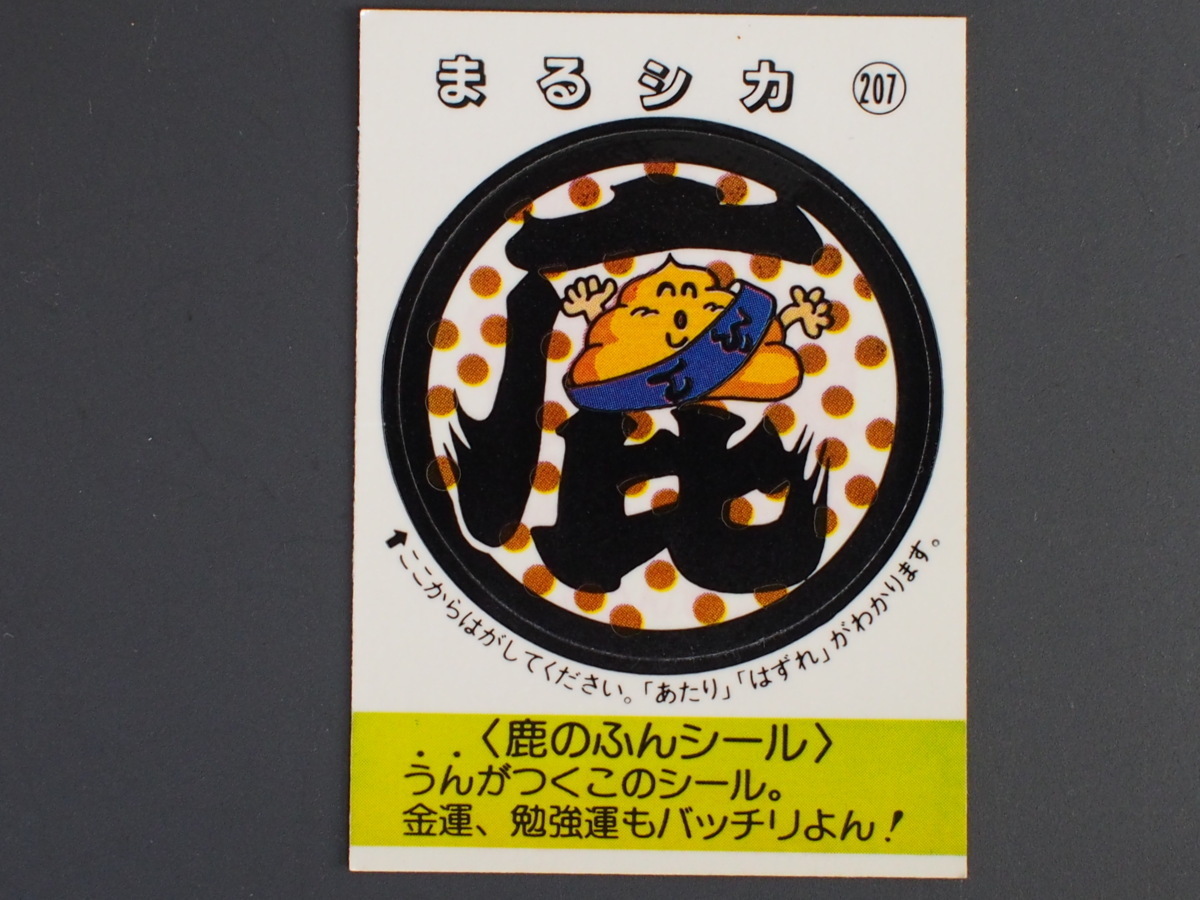 まるシカ 207
鹿
ふん
ここからはがしてください。「あたり」「はずれ」がわかります。
..〈鹿のふんシール〉
うんがつくこのシール。
金運、勉強運もバッチリよん!